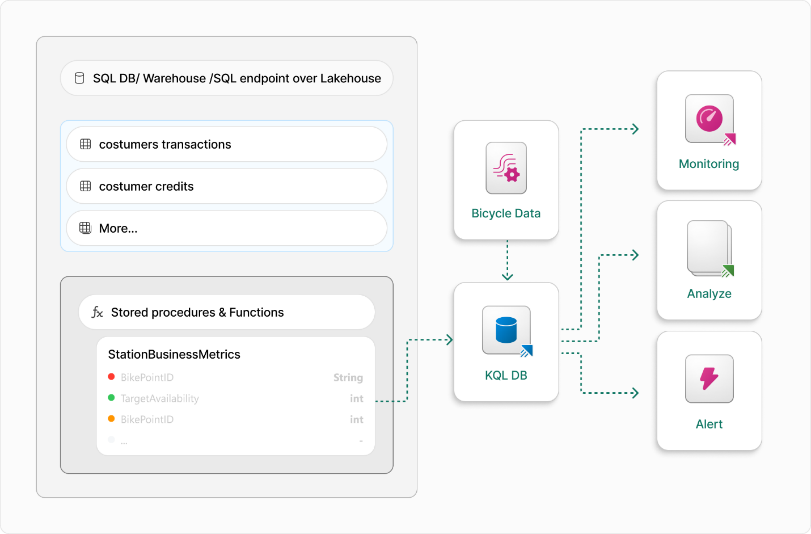 SQL DB/ Warehouse /SQL endpoint over Lakehouse
costumers transactions
costumer credits
More...
fx Stored procedures & Functions
StationBusinessMetrics
BikePointID String
TargetAvailability int
BikePointID int
... -
Bicycle Data
KQL DB
Monitoring
Analyze
Alert